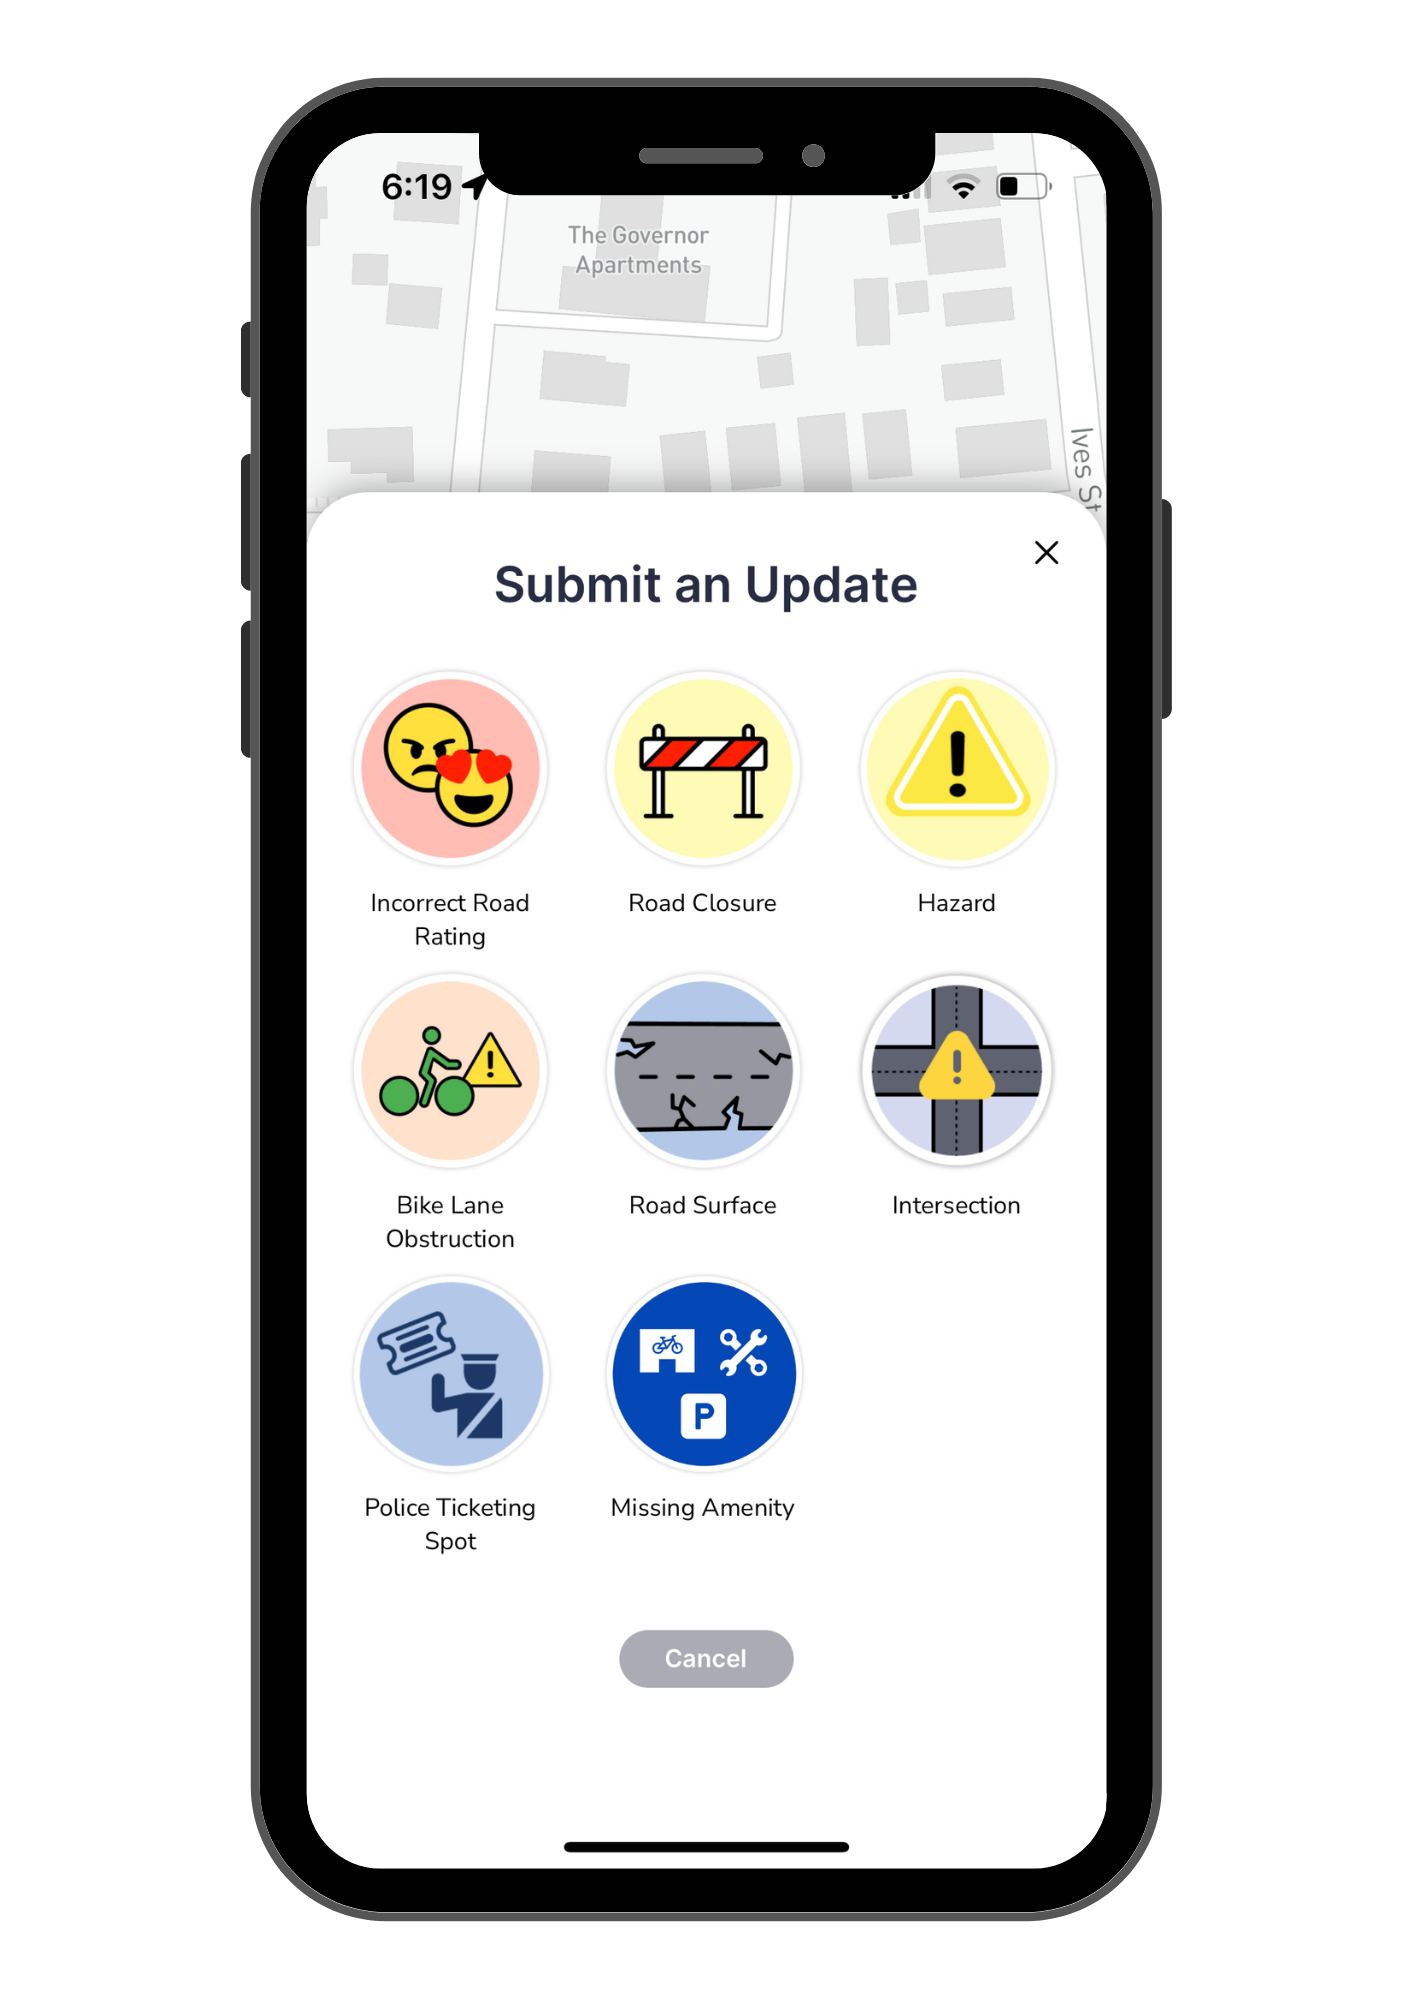 6:19
The Governor
Apartments
Ives St
Submit an Update
Incorrect Road
Rating
Road Closure
Hazard
Bike Lane
Obstruction
Road Surface
Intersection
Police Ticketing
Spot
P
Missing Amenity
Cancel